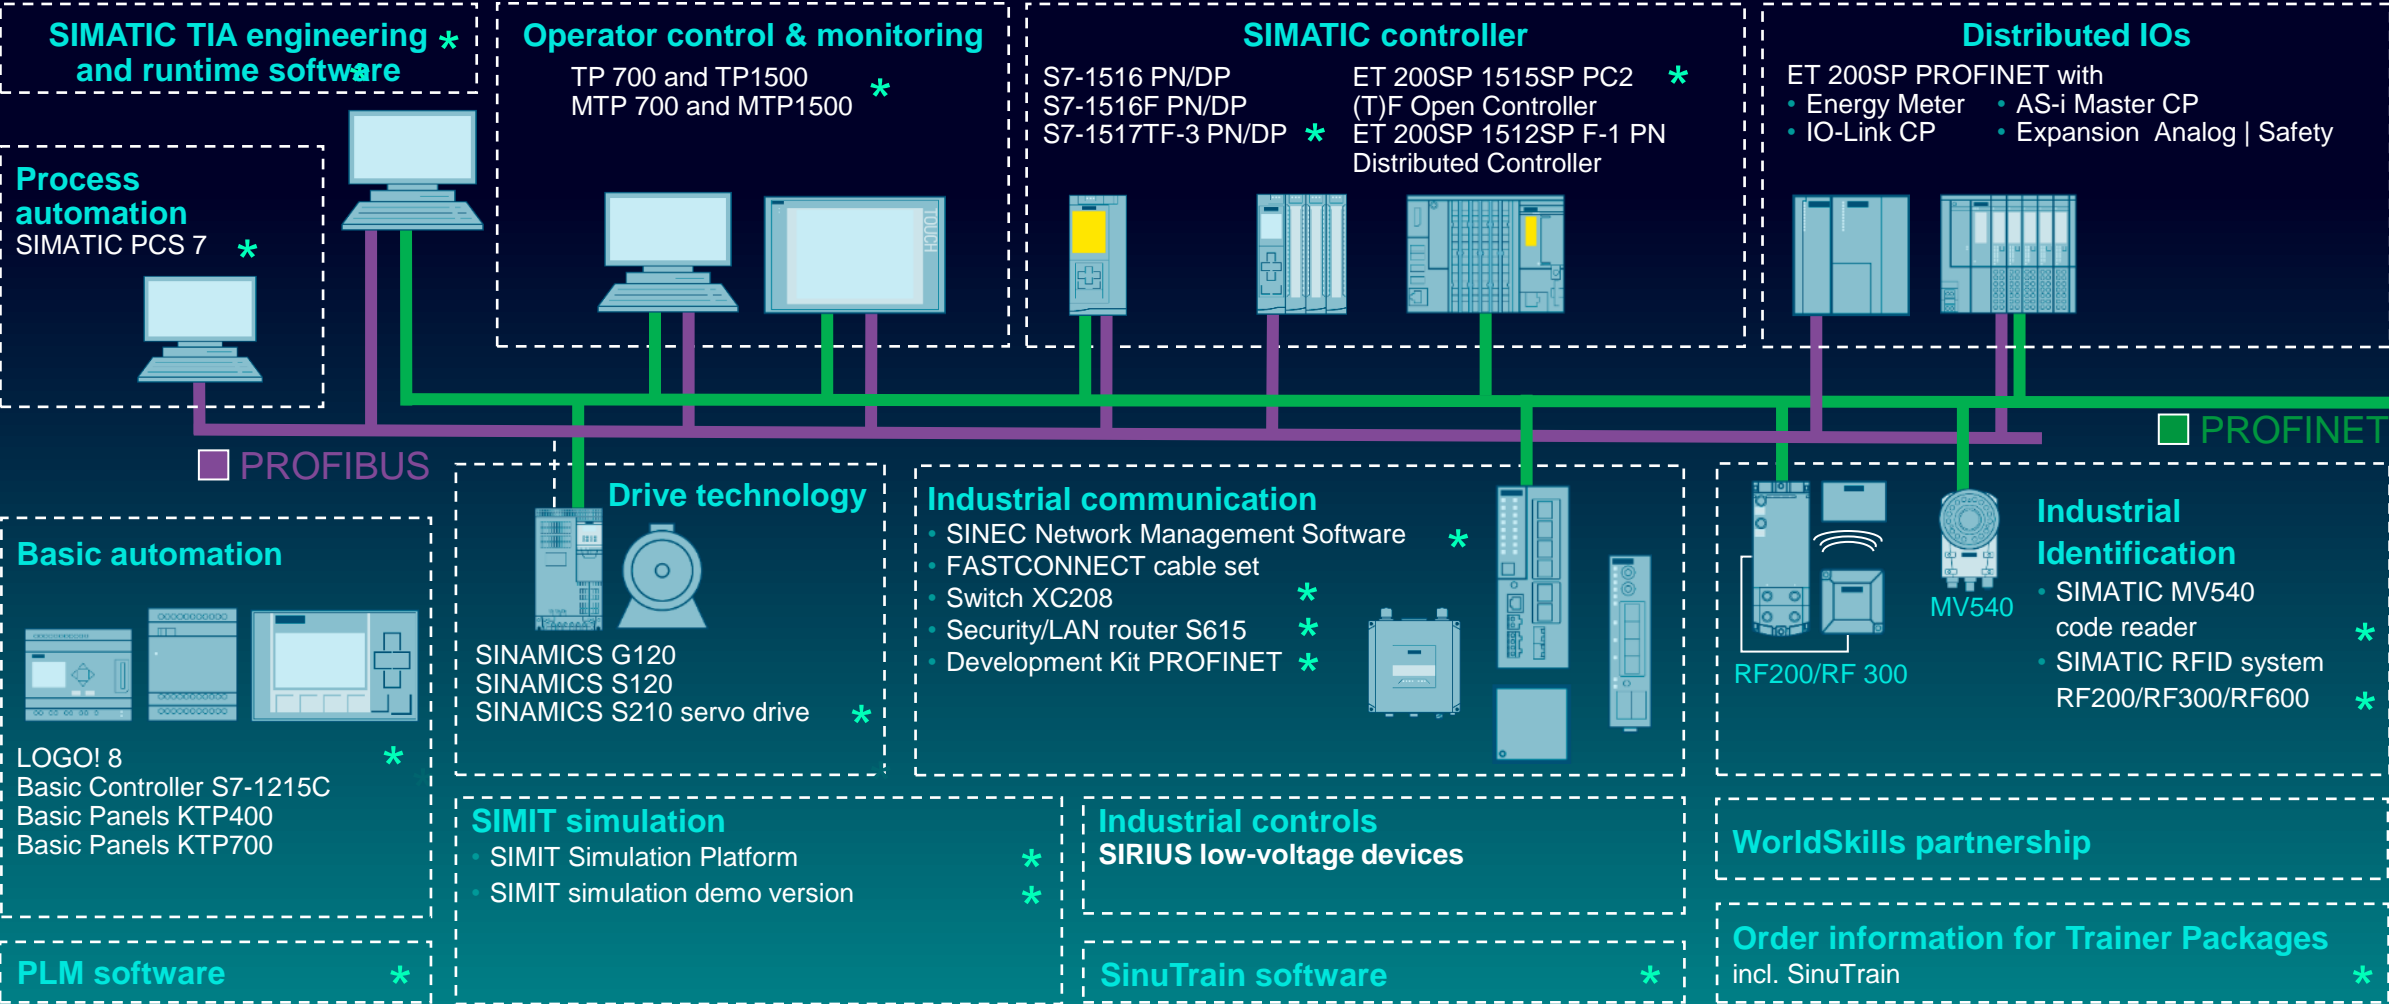 SIMATIC TIA engineering *
and runtime software
*
Operator control & monitoring
TP 700 and TP1500
MTP 700 and MTP1500 *
SIMATIC controller
S7-1516 PN/DP
S7-1516F PN/DP
S7-1517TF-3 PN/DP *
ET 200SP 1515SP PC2 *
(T)F Open Controller
ET 200SP 1512SP F-1 PN
Distributed Controller
Distributed IOs
ET 200SP PROFINET with
• Energy Meter • AS-i Master CP
• IO-Link CP • Expansion Analog | Safety
Process
automation
SIMATIC PCS 7 *
TOUCH
PROFIBUS
PROFINET
Basic automation
LOGO! 8 *
Basic Controller S7-1215C
Basic Panels KTP400
Basic Panels KTP700
Drive technology
SINAMICS G120
SINAMICS S120
SINAMICS S210 servo drive *
Industrial communication
• SINEC Network Management Software *
• FASTCONNECT cable set
• Switch XC208 *
• Security/LAN router S615 *
• Development Kit PROFINET *
RF200/RF 300
MV540
Industrial
Identification
• SIMATIC MV540
code reader *
• SIMATIC RFID system
RF200/RF300/RF600 *
SIMIT simulation
• SIMIT Simulation Platform *
• SIMIT simulation demo version *
Industrial controls
SIRIUS low-voltage devices
WorldSkills partnership
PLM software *
SinuTrain software *
Order information for Trainer Packages
incl. SinuTrain *